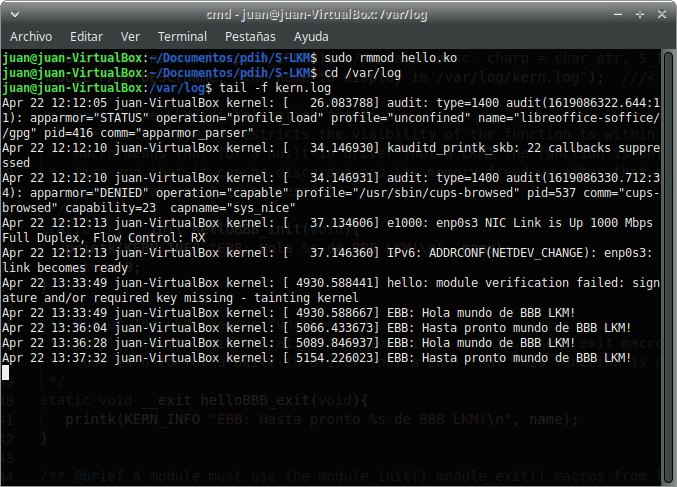 cmd - juan@juan-VirtualBox: /var/log
Archivo Editar Ver Terminal Pestañas Ayuda
juan@juan-VirtualBox:~/Documentos/pdih/S-LKM$ sudo rmmod hello.ko
juan@juan-VirtualBox:~/Documentos/pdih/S-LKM$ cd /var/log
juan@juan-VirtualBox:/var/log$ tail -f kern.log
Apr 22 12:12:05 juan-VirtualBox kernel: [   26.083788] audit: type=1400 audit(1619086322.644:1
1): apparmor="STATUS" operation="profile_load" profile="unconfined" name="libreoffice-soffice/
/gpg" pid=416 comm="apparmor_parser"
Apr 22 12:12:10 juan-VirtualBox kernel: [   34.146930] kauditd_printk_skb: 22 callbacks suppre
ssed
Apr 22 12:12:10 juan-VirtualBox kernel: [   34.146931] audit: type=1400 audit(1619086330.712:3
4): apparmor="DENIED" operation="capable" profile="/usr/sbin/cups-browsed" pid=537 comm="cups-
browsed" capability=23  capname="sys_nice"
Apr 22 12:12:13 juan-VirtualBox kernel: [   37.134606] e1000: enp0s3 NIC Link is Up 1000 Mbps
Full Duplex, Flow Control: RX
Apr 22 12:12:13 juan-VirtualBox kernel: [   37.146360] IPv6: ADDRCONF(NETDEV_CHANGE): enp0s3:
link becomes ready
Apr 22 13:33:49 juan-VirtualBox kernel: [ 4930.588441] hello: module verification failed: sign
ature and/or required key missing - tainting kernel
Apr 22 13:33:49 juan-VirtualBox kernel: [ 4930.588667] EBB: Hola mundo de BBB LKM!
Apr 22 13:36:04 juan-VirtualBox kernel: [ 5066.433673] EBB: Hasta pronto mundo de BBB LKM!
Apr 22 13:36:28 juan-VirtualBox kernel: [ 5089.846937] EBB: Hola mundo de BBB LKM!
Apr 22 13:37:32 juan-VirtualBox kernel: [ 5154.226023] EBB: Hasta pronto mundo de BBB LKM!
*/
static void __exit helloBBB_exit(void){
printk(KERN_INFO "EBB: Hasta pronto %s de BBB LKM!\n", name);
}
/** @brief A module must use the module_init() module_exit() macros from